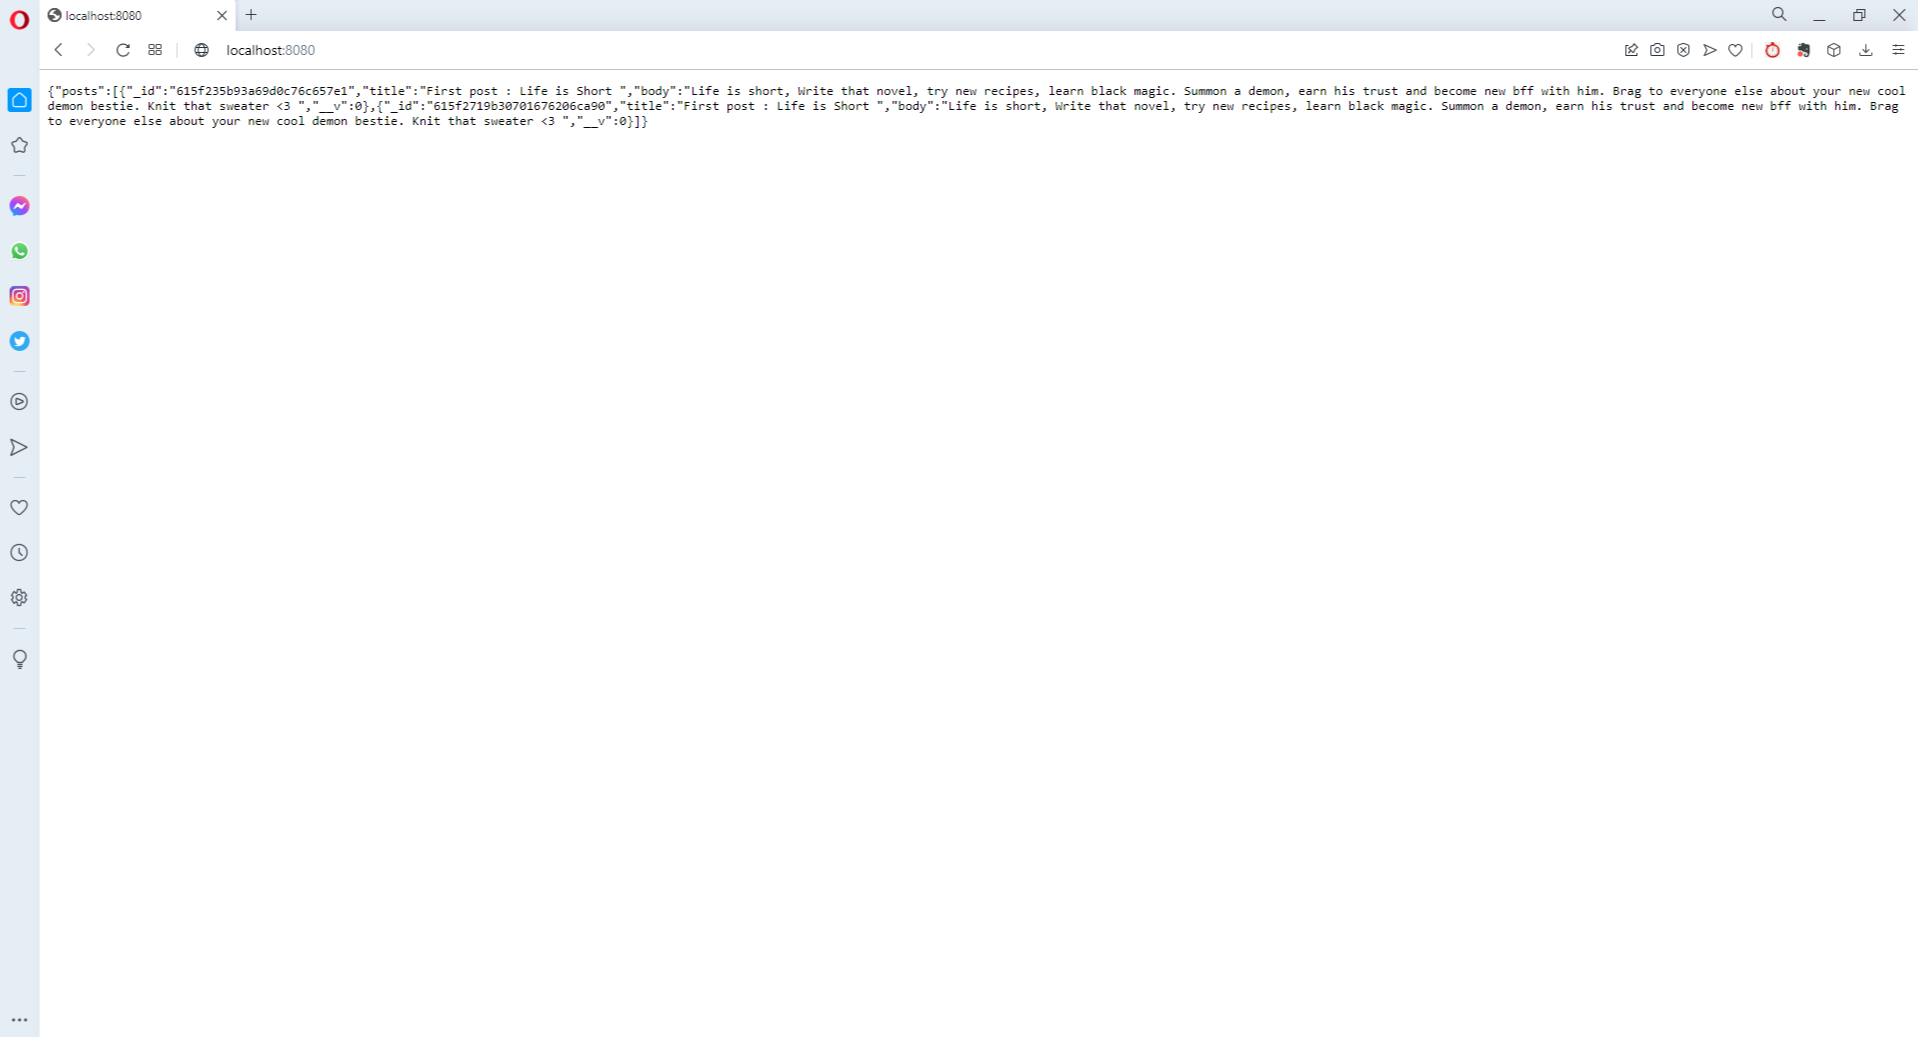 localhost:8080
localhost:8080
{"posts":[{"_id":"615f235b93a69d0c76c657e1","title":"First post : Life is Short ","body":"Life is short, Write that novel, try new recipes, learn black magic. Summon a demon, earn his trust and become new bff with him. Brag to everyone else about your new cool
demon bestie. Knit that sweater <3 ","__v":0},{"_id":"615f2719b30701676206ca90","title":"First post : Life is Short ","body":"Life is short, Write that novel, try new recipes, learn black magic. Summon a demon, earn his trust and become new bff with him. Brag
to everyone else about your new cool demon bestie. Knit that sweater <3 ","__v":0}]}